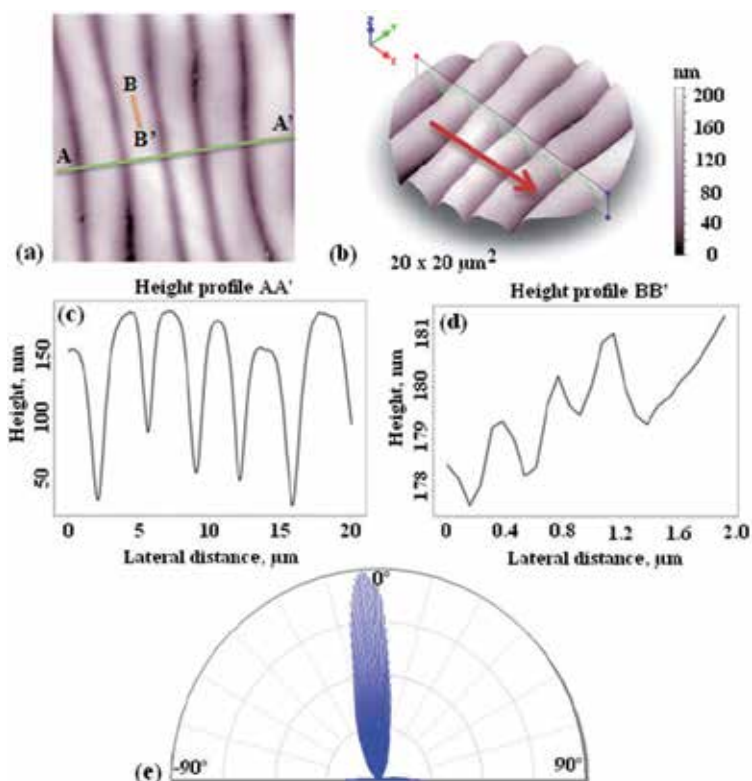 B
A'
B'
A
(a)
Z
Y
X
nm
200
160
120
80
40
0
(b)
20 x 20 µm²
Height profile AA'
(c)
Height, nm
150
100
50
0 5 10 15 20
Lateral distance, µm
Height profile BB'
(d)
Height, nm
181
180
179
178
0 0.4 0.8 1.2 1.6 2.0
Lateral distance, µm
0°
(e)
-90°
90°